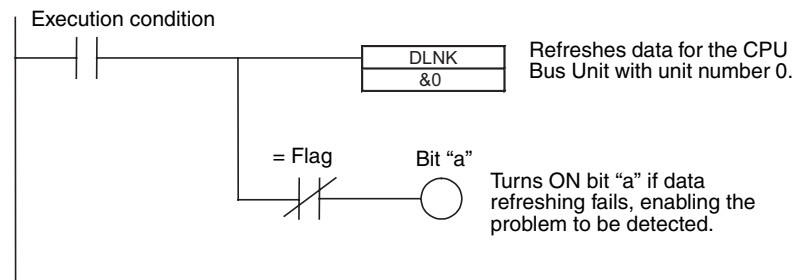 Execution condition
DLNK
&0
Refreshes data for the CPU
Bus Unit with unit number 0.
= Flag
Bit “a”
Turns ON bit “a” if data
refreshing fails, enabling the
problem to be detected.